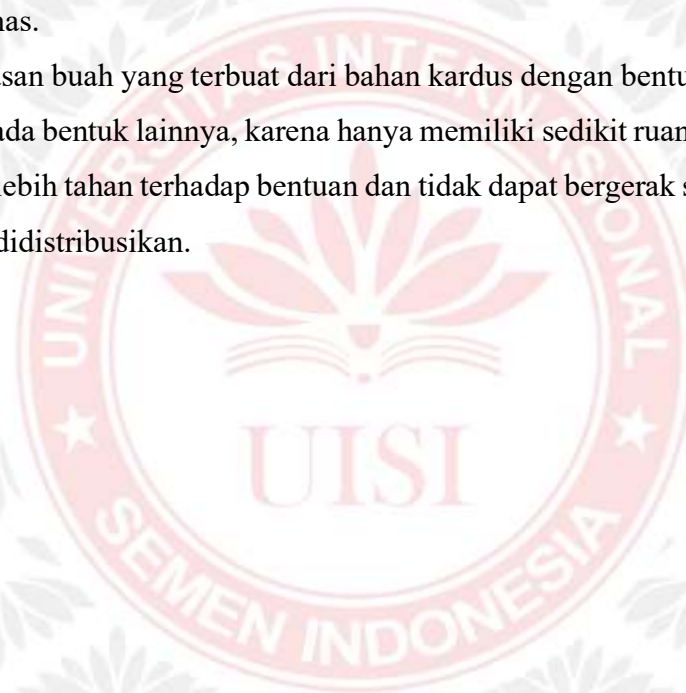 nas.
asan buah yang terbuat dari bahan kardus dengan bentu
ada bentuk lainnya, karena hanya memiliki sedikit ruan
lebih tahan terhadap bentuan dan tidak dapat bergerak s
didistribusikan.
UNIVERSITAS INTERNASIONAL
UISI
SEMEN INDONESIA